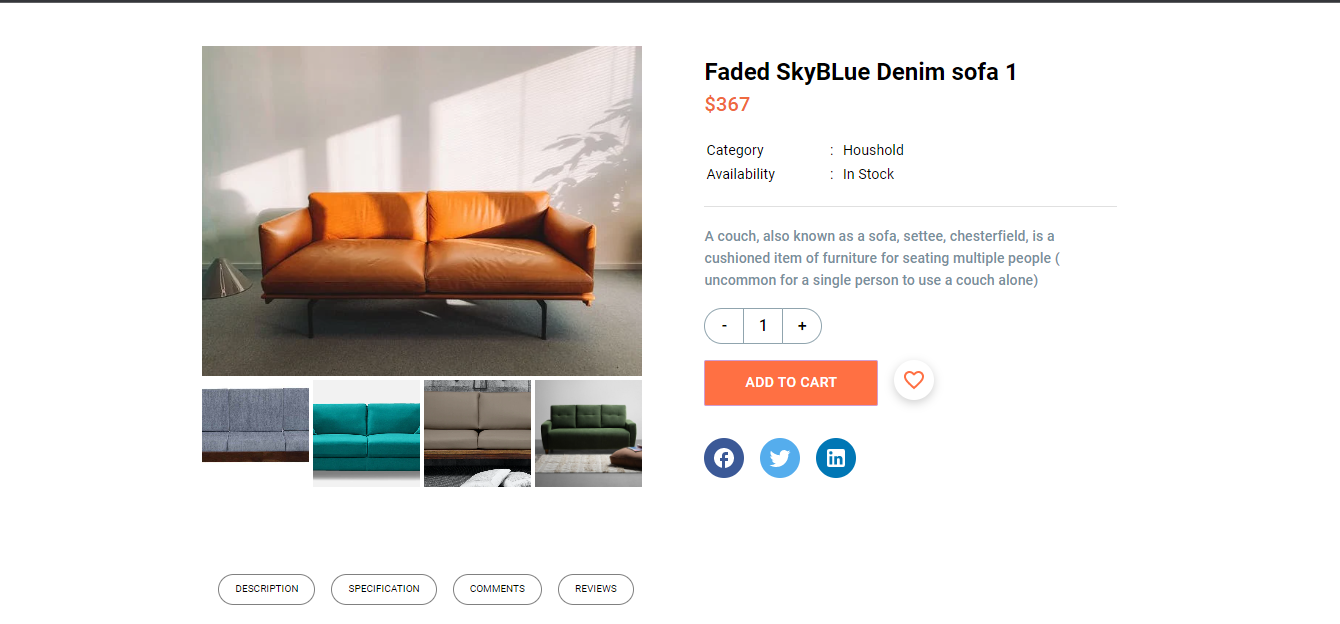 Faded SkyBLue Denim sofa 1
$367
Category : Houshold
Availability : In Stock
A couch, also known as a sofa, settee, chesterfield, is a
cushioned item of furniture for seating multiple people (
uncommon for a single person to use a couch alone)
- 1 +
ADD TO CART
DESCRIPTION SPECIFICATION COMMENTS REVIEWS